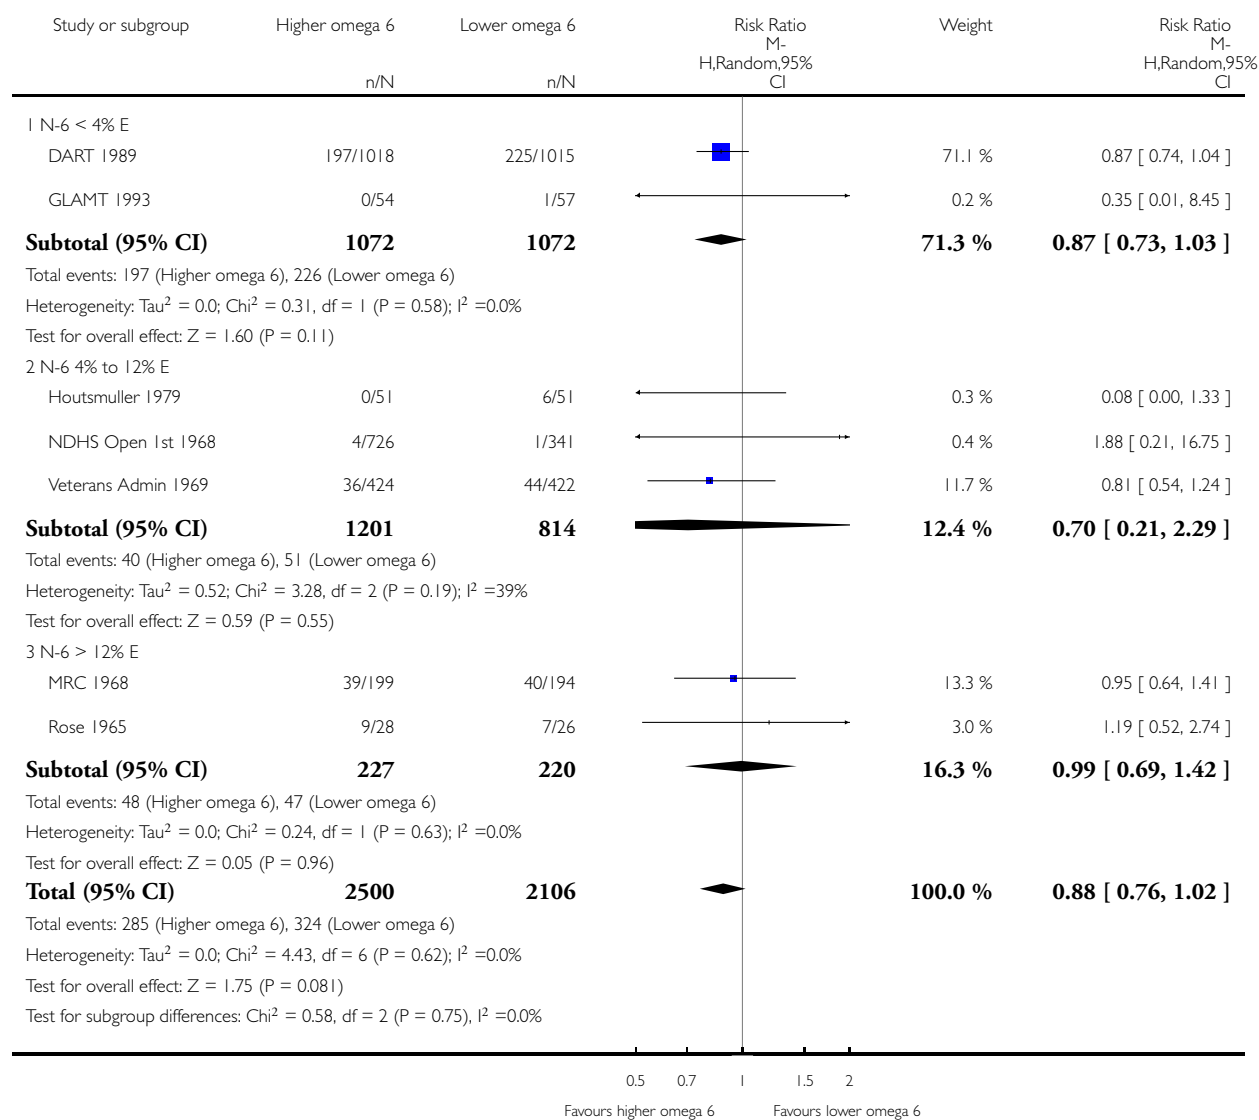 Study or subgroup Higher omega 6 Lower omega 6 Risk Ratio Weight Risk Ratio
M- M-
H,Random,95% H,Random,95%
n/N n/N CI CI
1 N-6 < 4% E
DART 1989 197/1018 225/1015 71.1 % 0.87 [ 0.74, 1.04 ]
GLAMT 1993 0/54 1/57 0.2 % 0.35 [ 0.01, 8.45 ]
Subtotal (95% CI) 1072 1072 71.3 % 0.87 [ 0.73, 1.03 ]
Total events: 197 (Higher omega 6), 226 (Lower omega 6)
Heterogeneity: Tau² = 0.0; Chi² = 0.31, df = 1 (P = 0.58); I² =0.0%
Test for overall effect: Z = 1.60 (P = 0.11)
2 N-6 4% to 12% E
Houtsmuller 1979 0/51 6/51 0.3 % 0.08 [ 0.00, 1.33 ]
NDHS Open 1st 1968 4/726 1/341 0.4 % 1.88 [ 0.21, 16.75 ]
Veterans Admin 1969 36/424 44/422 11.7 % 0.81 [ 0.54, 1.24 ]
Subtotal (95% CI) 1201 814 12.4 % 0.70 [ 0.21, 2.29 ]
Total events: 40 (Higher omega 6), 51 (Lower omega 6)
Heterogeneity: Tau² = 0.52; Chi² = 3.28, df = 2 (P = 0.19); I² =39%
Test for overall effect: Z = 0.59 (P = 0.55)
3 N-6 > 12% E
MRC 1968 39/199 40/194 13.3 % 0.95 [ 0.64, 1.41 ]
Rose 1965 9/28 7/26 3.0 % 1.19 [ 0.52, 2.74 ]
Subtotal (95% CI) 227 220 16.3 % 0.99 [ 0.69, 1.42 ]
Total events: 48 (Higher omega 6), 47 (Lower omega 6)
Heterogeneity: Tau² = 0.0; Chi² = 0.24, df = 1 (P = 0.63); I² =0.0%
Test for overall effect: Z = 0.05 (P = 0.96)
Total (95% CI) 2500 2106 100.0 % 0.88 [ 0.76, 1.02 ]
Total events: 285 (Higher omega 6), 324 (Lower omega 6)
Heterogeneity: Tau² = 0.0; Chi² = 4.43, df = 6 (P = 0.62); I² =0.0%
Test for overall effect: Z = 1.75 (P = 0.081)
Test for subgroup differences: Chi² = 0.58, df = 2 (P = 0.75), I² =0.0%
0.5 0.7 1 1.5 2
Favours higher omega 6 Favours lower omega 6